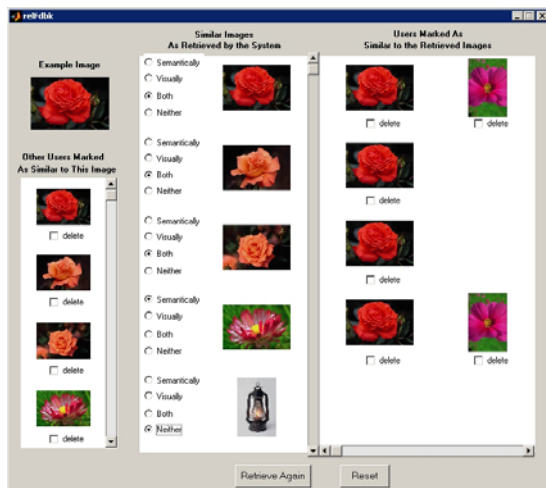 relfdbk
Example Image
Other Users Marked
As Similar to This Image
delete
delete
delete
delete
Similar Images
As Retrieved by the System
Semantically
Visually
Both
Neither
Semantically
Visually
Both
Neither
Semantically
Visually
Both
Neither
Semantically
Visually
Both
Neither
Semantically
Visually
Both
Neither
Users Marked As
Similar to the Retrieved Images
delete
delete
delete
delete
delete
delete
Retrieve Again
Reset